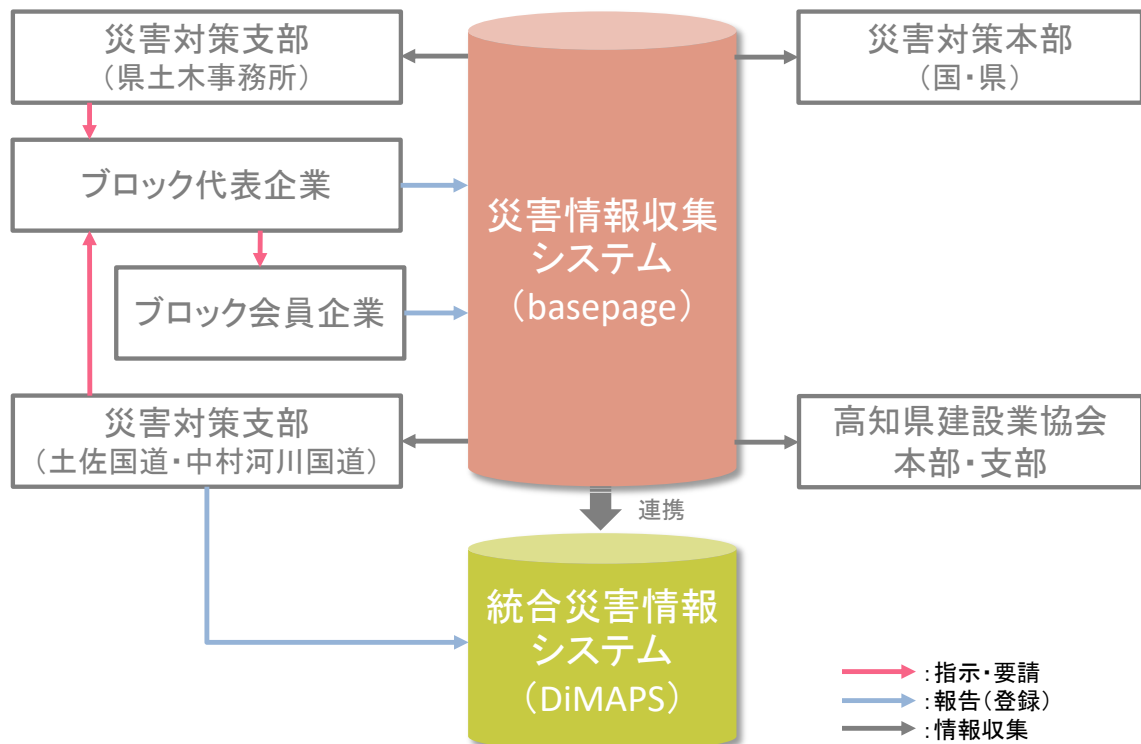 災害対策支部
（県土木事務所）
ブロック代表企業
ブロック会員企業
災害対策支部
（土佐国道・中村河川国道）
災害情報収集
システム
（basepage）
災害対策本部
（国・県）
高知県建設業協会
本部・支部
連携
統合災害情報
システム
（DiMAPS）
：指示・要請
：報告（登録）
：情報収集